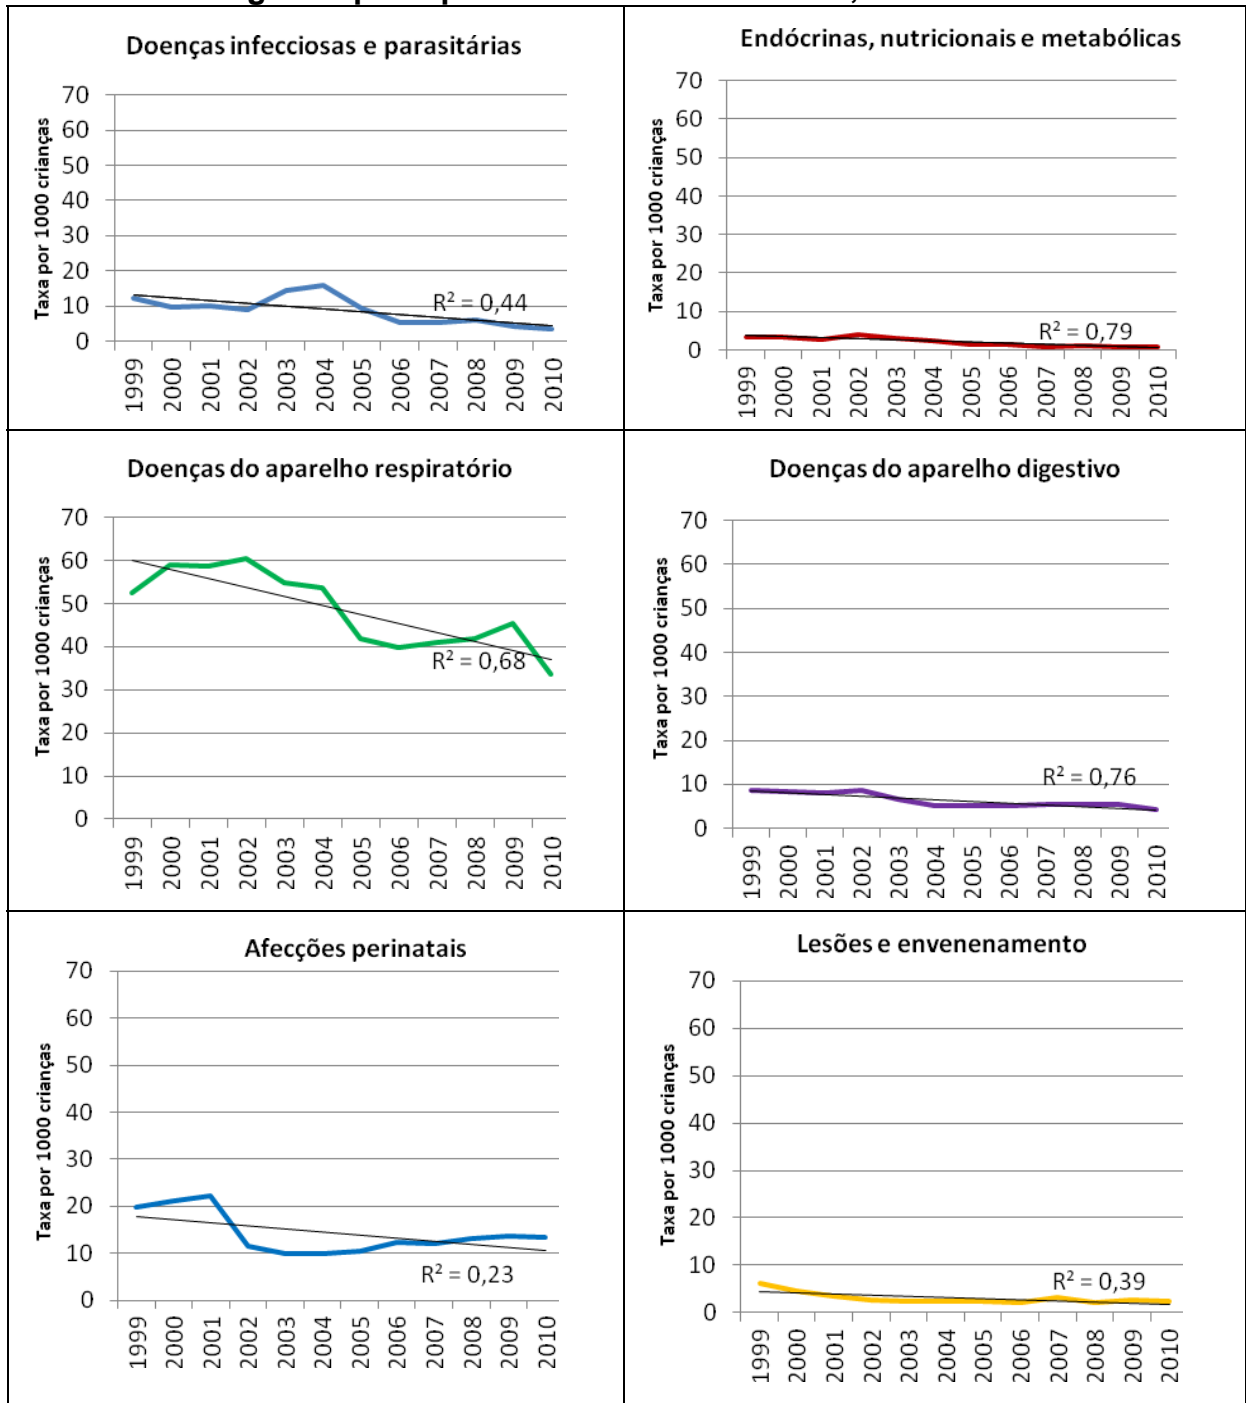 Doenças infecciosas e parasitárias
Taxa por 1000 crianças
70
60
50
40
30
20
10
0
R² = 0,44
1999 2000 2001 2002 2003 2004 2005 2006 2007 2008 2009 2010
Endócrinas, nutricionais e metabólicas
Taxa por 1000 crianças
70
60
50
40
30
20
10
0
R² = 0,79
1999 2000 2001 2002 2003 2004 2005 2006 2007 2008 2009 2010
Doenças do aparelho respiratório
Taxa por 1000 crianças
70
60
50
40
30
20
10
0
R² = 0,68
1999 2000 2001 2002 2003 2004 2005 2006 2007 2008 2009 2010
Doenças do aparelho digestivo
Taxa por 1000 crianças
70
60
50
40
30
20
10
0
R² = 0,76
1999 2000 2001 2002 2003 2004 2005 2006 2007 2008 2009 2010
Afecções perinatais
Taxa por 1000 crianças
70
60
50
40
30
20
10
0
R² = 0,23
1999 2000 2001 2002 2003 2004 2005 2006 2007 2008 2009 2010
Lesões e envenenamento
Taxa por 1000 crianças
70
60
50
40
30
20
10
0
R² = 0,39
1999 2000 2001 2002 2003 2004 2005 2006 2007 2008 2009 2010